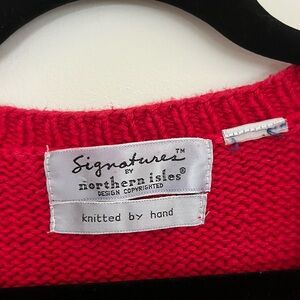 Signatures™
BY
northern isles®
DESIGN COPYRIGHTED
knitted by hand